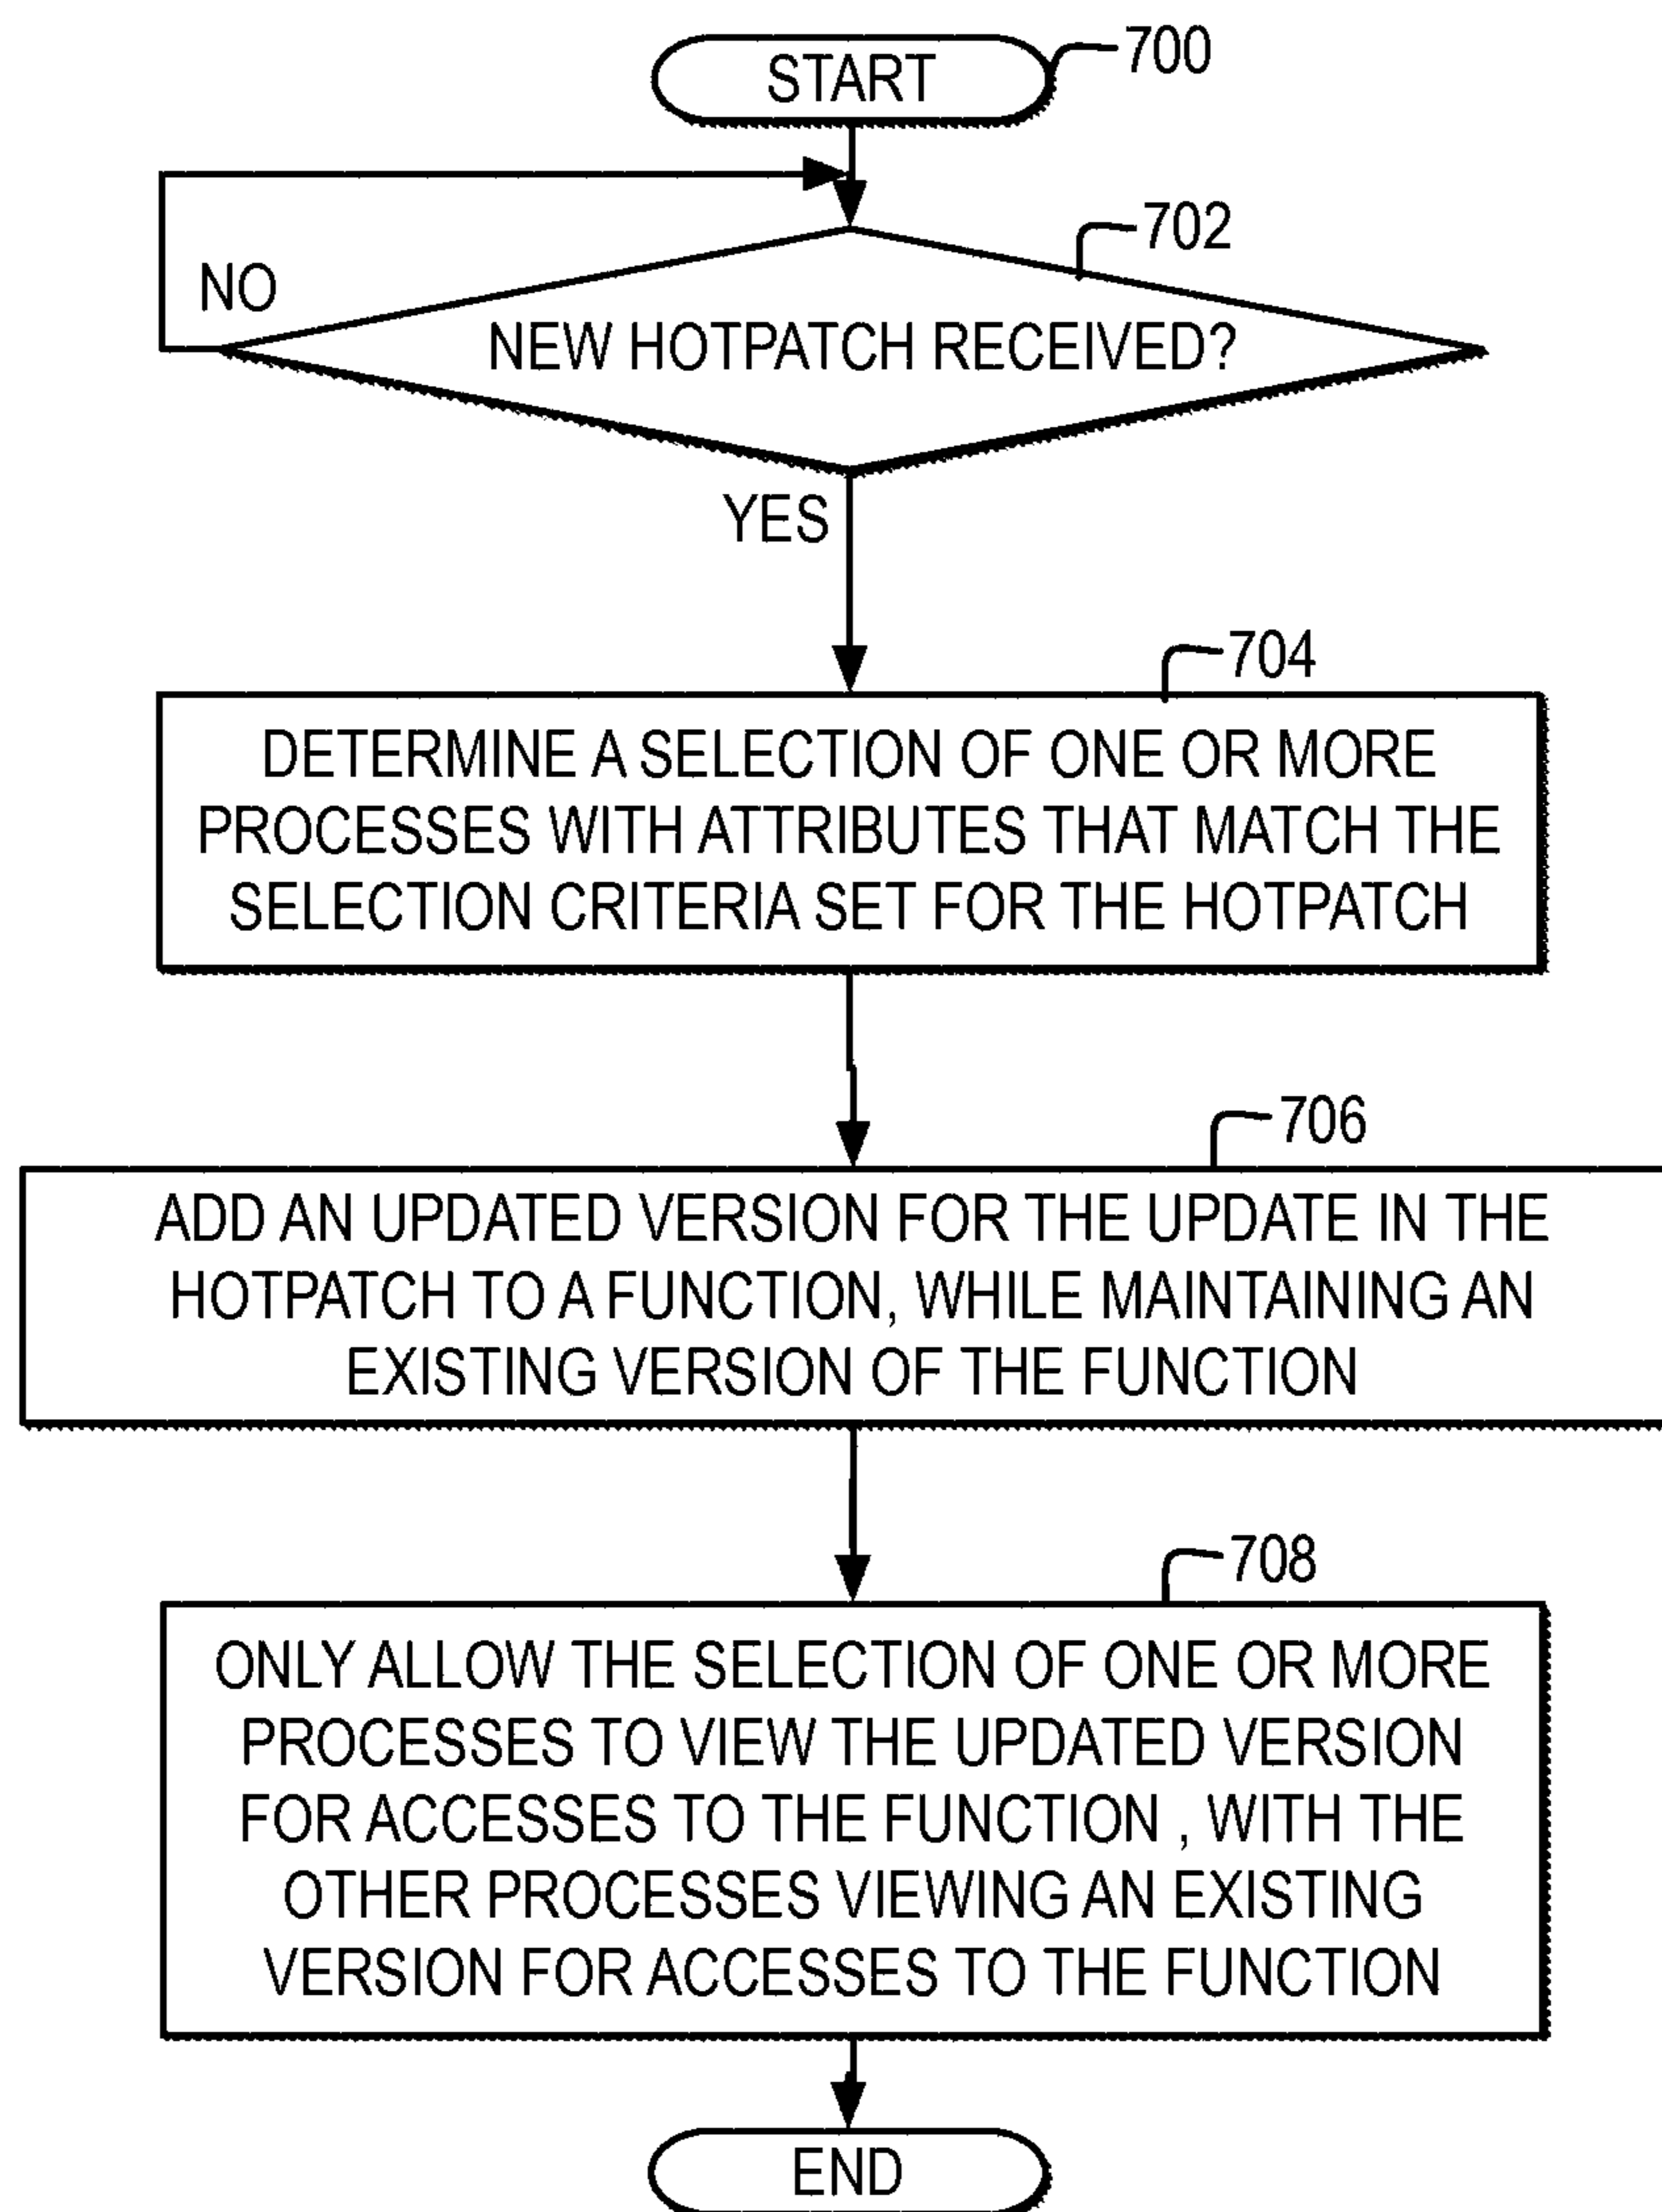 START
700
702
NO
NEW HOTPATCH RECEIVED?
YES
704
DETERMINE A SELECTION OF ONE OR MORE
PROCESSES WITH ATTRIBUTES THAT MATCH THE
SELECTION CRITERIA SET FOR THE HOTPATCH
706
ADD AN UPDATED VERSION FOR THE UPDATE IN THE
HOTPATCH TO A FUNCTION, WHILE MAINTAINING AN
EXISTING VERSION OF THE FUNCTION
708
ONLY ALLOW THE SELECTION OF ONE OR MORE
PROCESSES TO VIEW THE UPDATED VERSION
FOR ACCESSES TO THE FUNCTION , WITH THE
OTHER PROCESSES VIEWING AN EXISTING
VERSION FOR ACCESSES TO THE FUNCTION
END